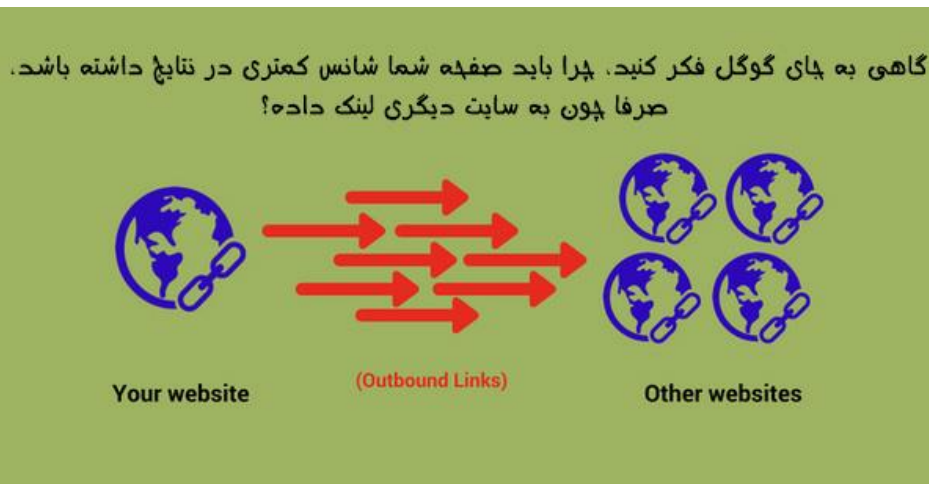 گاهی به جای گوگل فکر کنید، چرا باید صفحه شما شانس کمتری در نتایج داشته باشد،
صرفا چون به سایت دیگری لینک داده؟
(Outbound Links)
Your website
Other websites